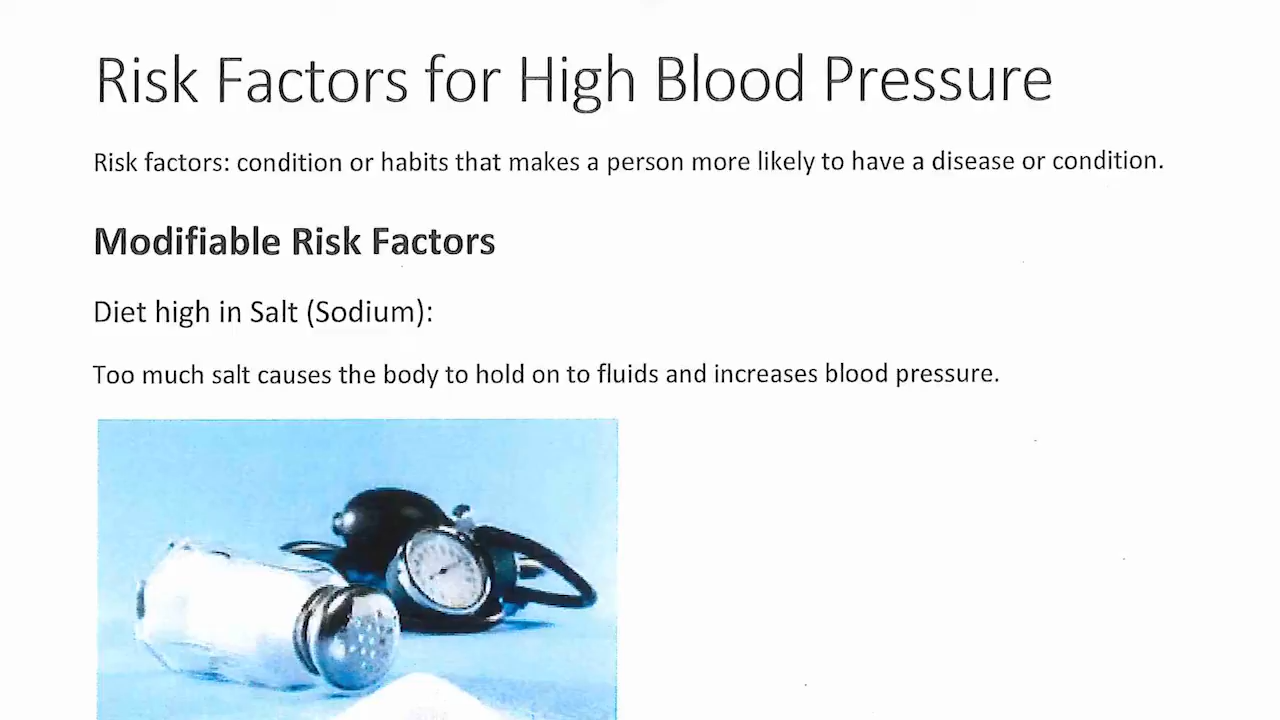 Risk Factors for High Blood Pressure
Risk factors: condition or habits that makes a person more likely to have a disease or condition.
Modifiable Risk Factors
Diet high in Salt (Sodium):
Too much salt causes the body to hold on to fluids and increases blood pressure.